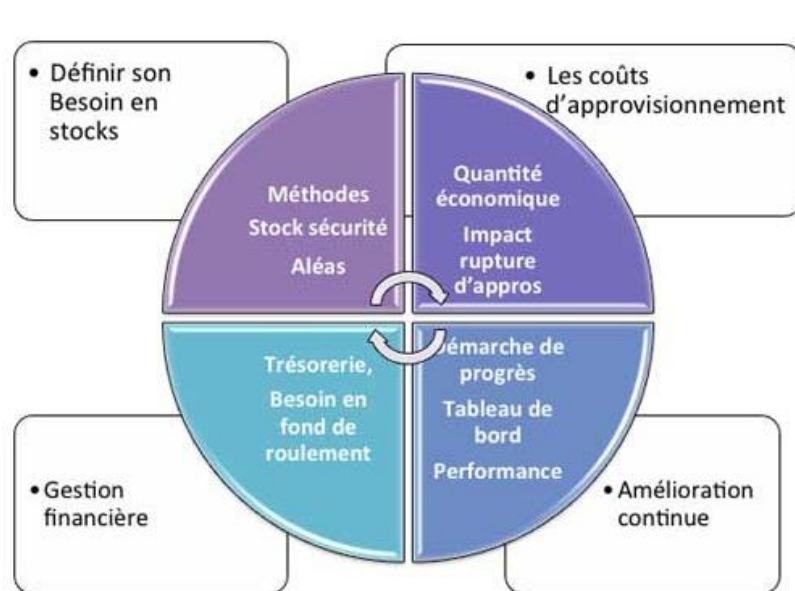 • Définir son
Besoin en
stocks
• Les coûts
d’approvisionnement
Méthodes
Stock sécurité
Aléas
Quantité
économique
Impact
rupture
d’appros
Trésorerie,
Besoin en
fond de
roulement
Démarche de
progrès
Tableau de
bord
Performance
• Gestion
financière
• Amélioration
continue